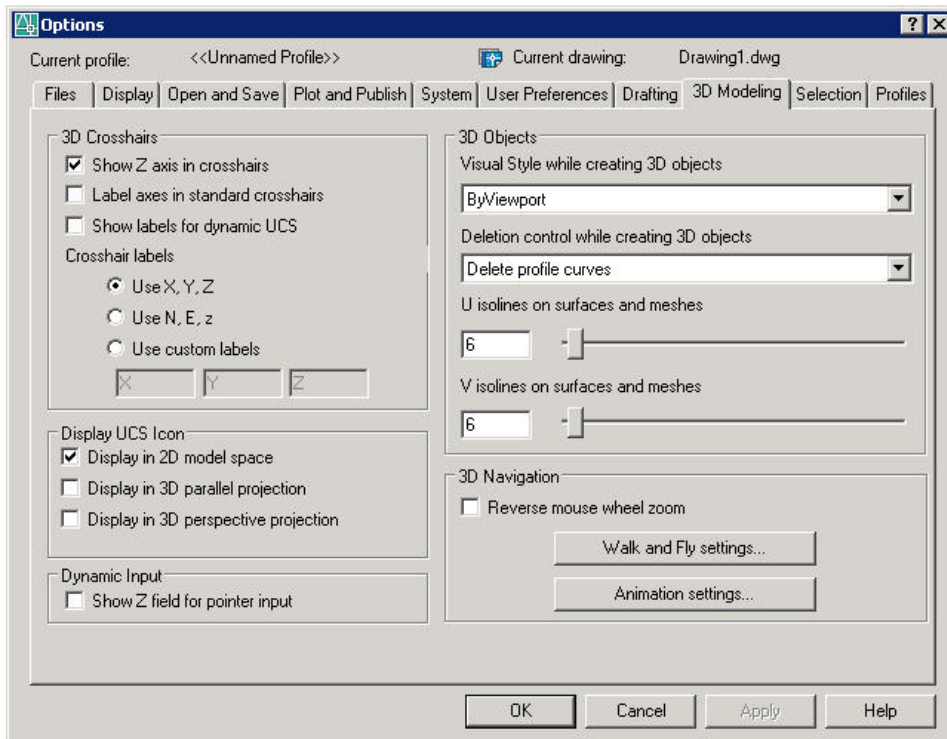 Options
Current profile: <<Unnamed Profile>> Current drawing: Drawing1.dwg
Files Display Open and Save Plot and Publish System User Preferences Drafting 3D Modeling Selection Profiles
3D Crosshairs
Show Z axis in crosshairs
Label axes in standard crosshairs
Show labels for dynamic UCS
Crosshair labels
Use X, Y, Z
Use N, E, z
Use custom labels
X Y Z
Display UCS Icon
Display in 2D model space
Display in 3D parallel projection
Display in 3D perspective projection
Dynamic Input
Show Z field for pointer input
3D Objects
Visual Style while creating 3D objects
ByViewport
Deletion control while creating 3D objects
Delete profile curves
U isolines on surfaces and meshes
6
V isolines on surfaces and meshes
6
3D Navigation
Reverse mouse wheel zoom
Walk and Fly settings...
Animation settings...
OK Cancel Apply Help